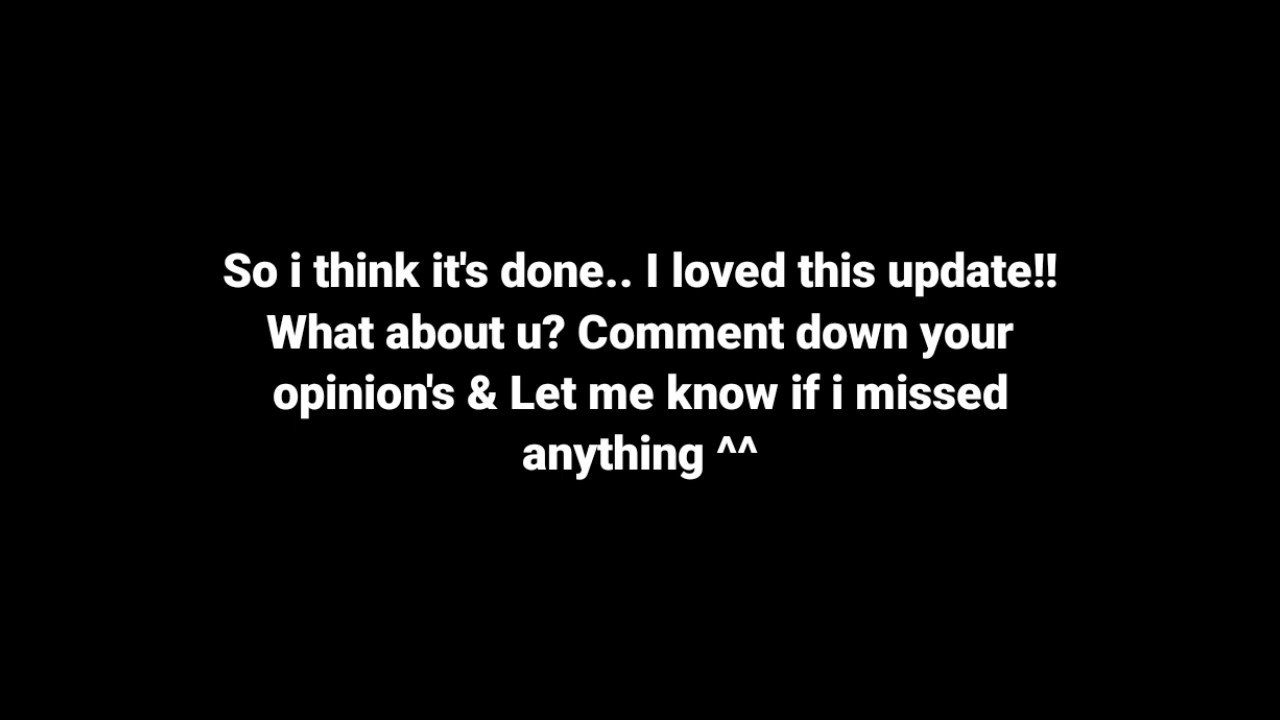 So i think it's done.. I loved this update!!
What about u? Comment down your
opinion's & Let me know if i missed
anything ^^